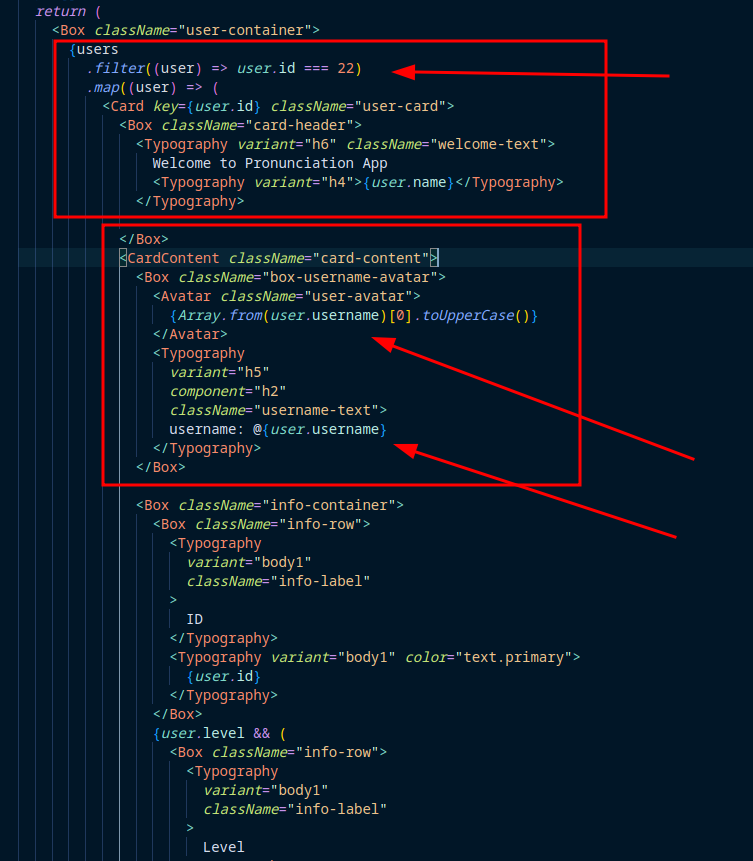 return (
<Box className="user-container">
{users
.filter((user) => user.id === 22)
.map((user) => (
<Card key={user.id} className="user-card">
<Box className="card-header">
<Typography variant="h6" className="welcome-text">
Welcome to Pronunciation App
<Typography variant="h4">{user.name}</Typography>
</Typography>
</Box>
<CardContent className="card-content">
<Box className="box-username-avatar">
<Avatar className="user-avatar">
{Array.from(user.username)[0].toUpperCase()}
</Avatar>
<Typography
variant="h5"
component="h2"
className="username-text">
username: @{user.username}
</Typography>
</Box>
<Box className="info-container">
<Box className="info-row">
<Typography
variant="body1"
className="info-label"
>
ID
</Typography>
<Typography variant="body1" color="text.primary">
{user.id}
</Typography>
</Box>
{user.level && (
<Box className="info-row">
<Typography
variant="body1"
className="info-label"
>
Level